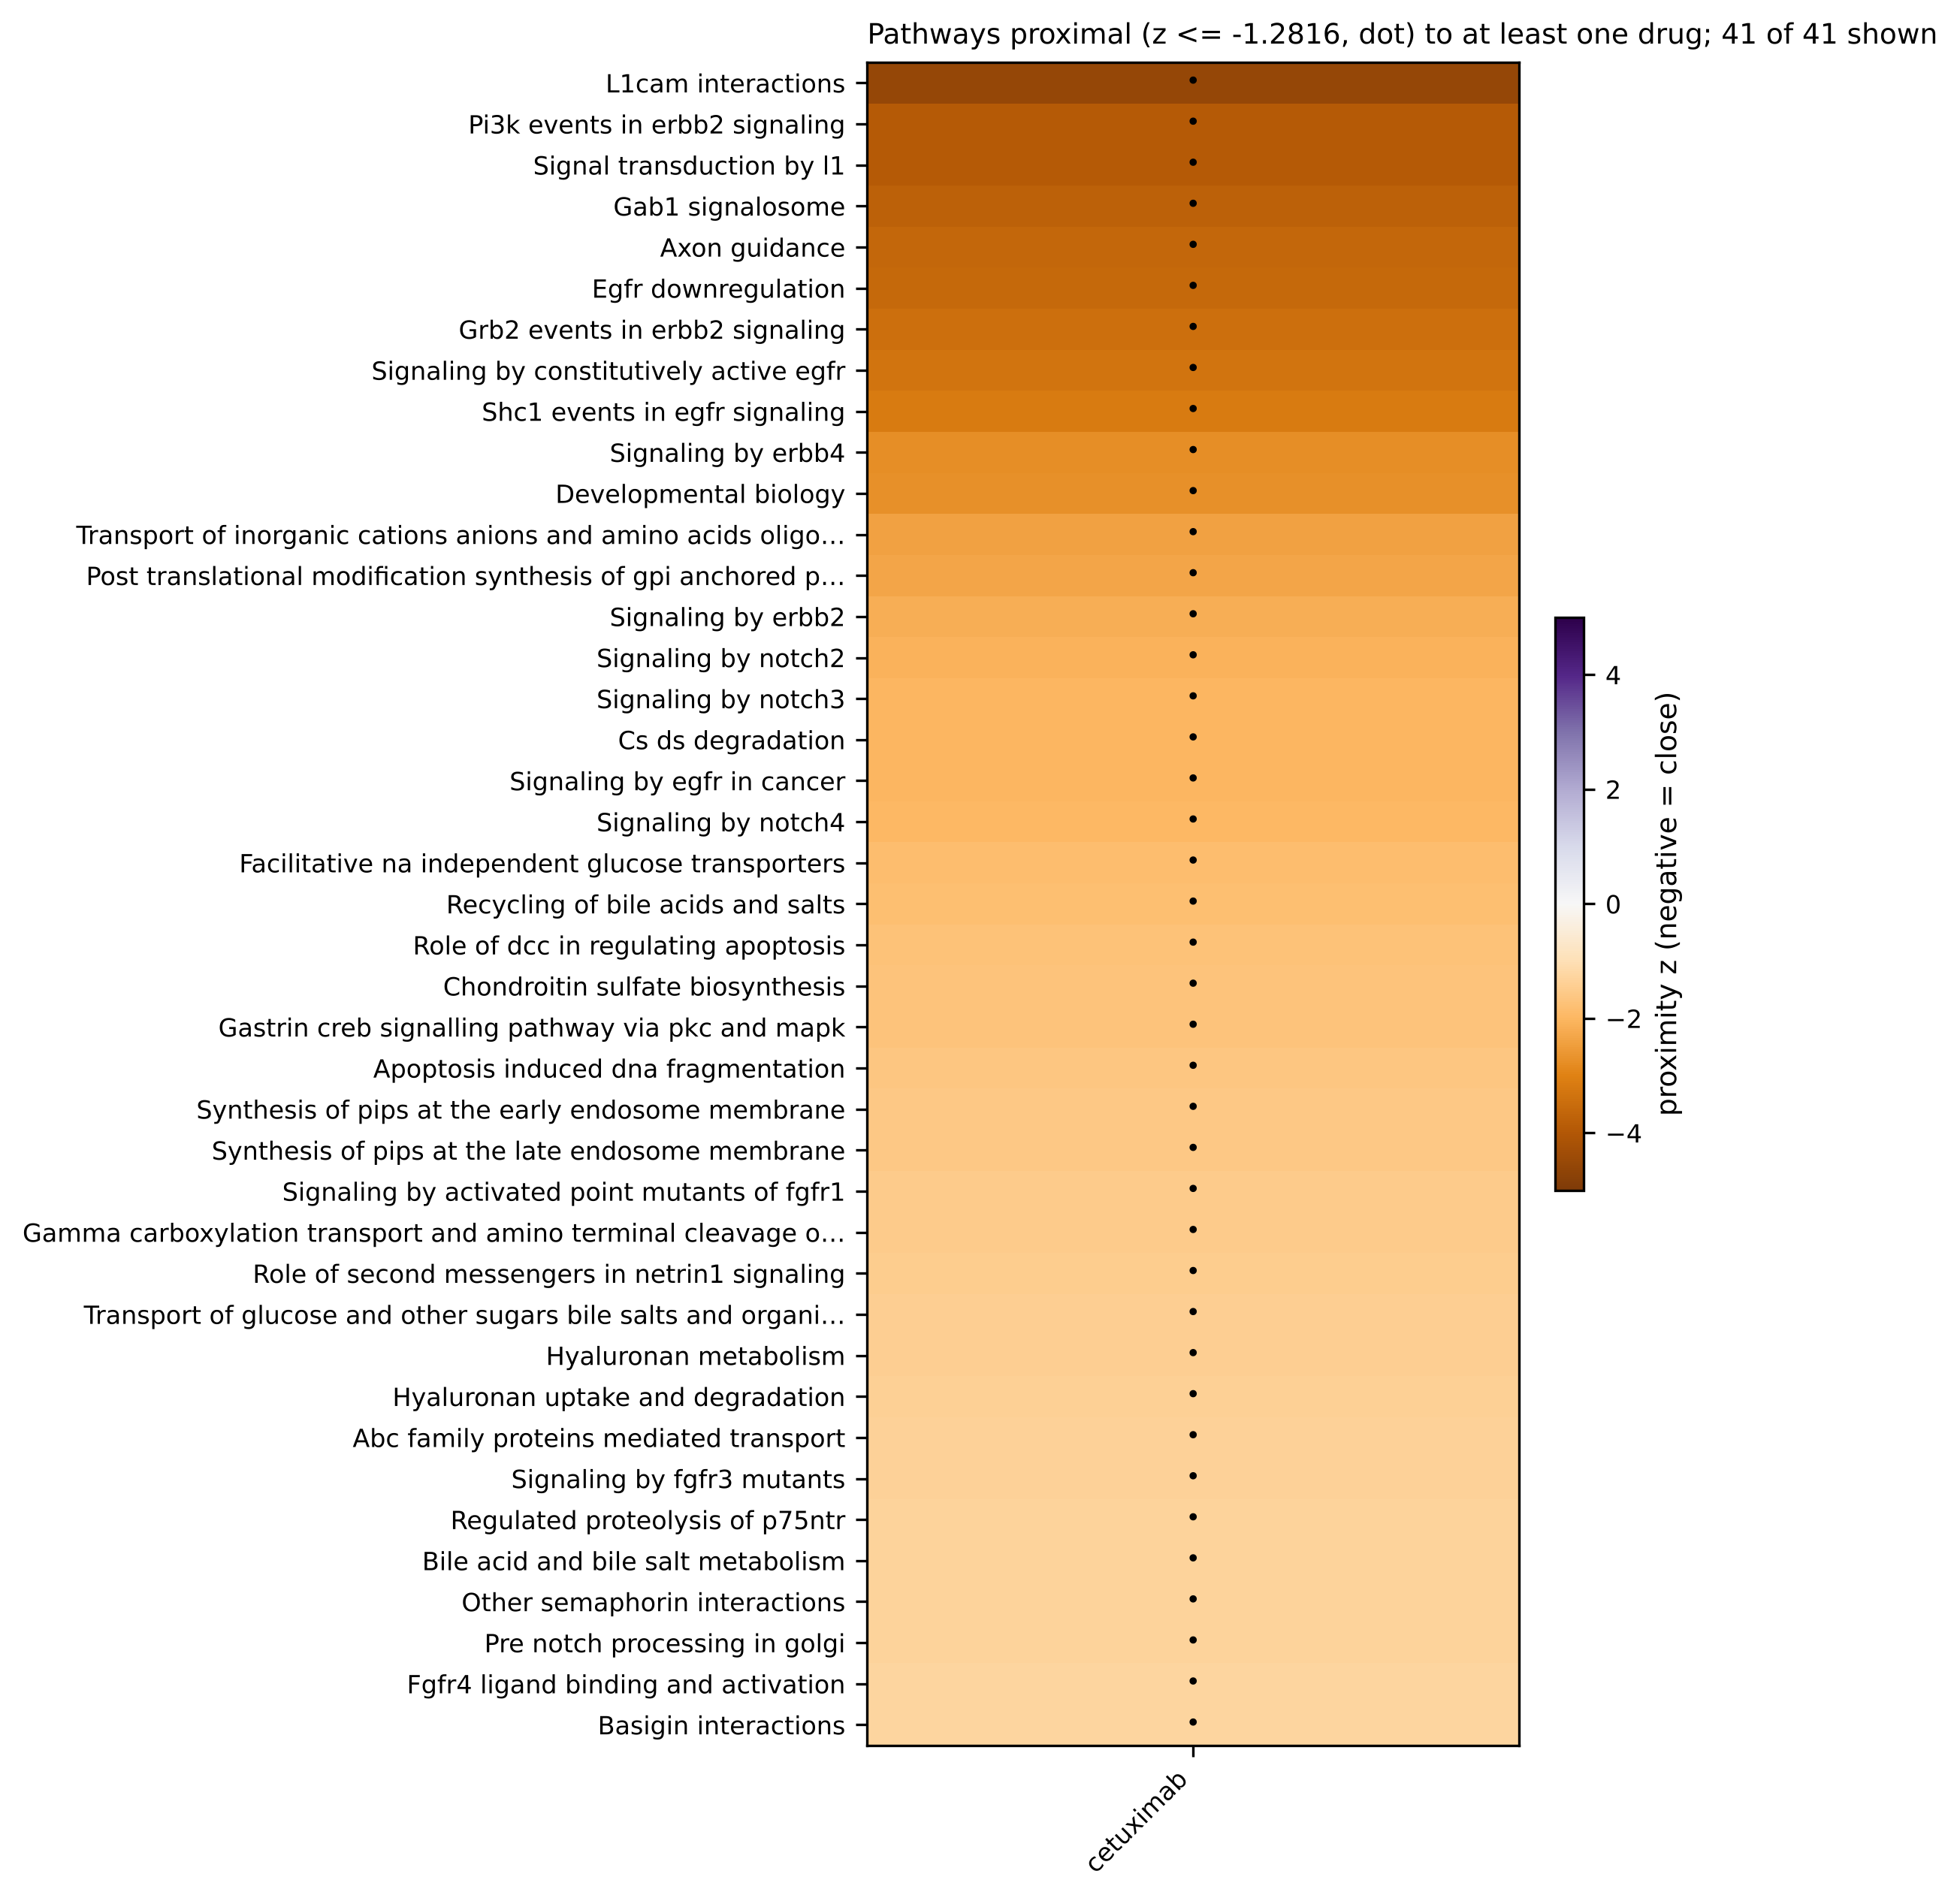 Pathways proximal (z <= -1.2816, dot) to at least one drug; 41 of 41 shown
L1cam interactions
Pi3k events in erbb2 signaling
Signal transduction by l1
Gab1 signalosome
Axon guidance
Egfr downregulation
Grb2 events in erbb2 signaling
Signaling by constitutively active egfr
Shc1 events in egfr signaling
Signaling by erbb4
Developmental biology
Transport of inorganic cations anions and amino acids oligo...
Post translational modification synthesis of gpi anchored p...
Signaling by erbb2
Signaling by notch2
Signaling by notch3
Cs ds degradation
Signaling by egfr in cancer
Signaling by notch4
Facilitative na independent glucose transporters
Recycling of bile acids and salts
Role of dcc in regulating apoptosis
Chondroitin sulfate biosynthesis
Gastrin creb signalling pathway via pkc and mapk
Apoptosis induced dna fragmentation
Synthesis of pips at the early endosome membrane
Synthesis of pips at the late endosome membrane
Signaling by activated point mutants of fgfr1
Gamma carboxylation transport and amino terminal cleavage o...
Role of second messengers in netrin1 signaling
Transport of glucose and other sugars bile salts and organi...
Hyaluronan metabolism
Hyaluronan uptake and degradation
Abc family proteins mediated transport
Signaling by fgfr3 mutants
Regulated proteolysis of p75ntr
Bile acid and bile salt metabolism
Other semaphorin interactions
Pre notch processing in golgi
Fgfr4 ligand binding and activation
Basigin interactions
cetuximab
4
2
0
−2
−4
proximity z (negative = close)